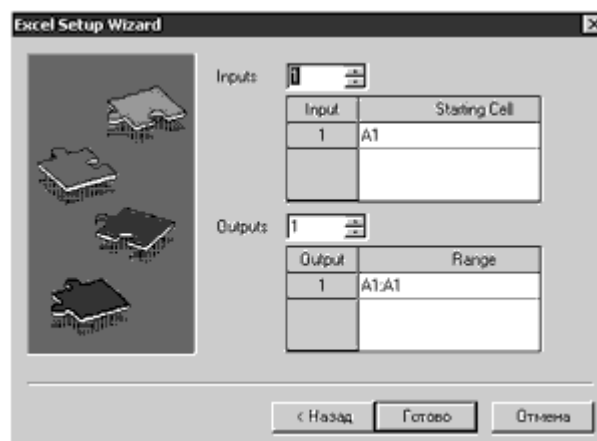 Excel Setup Wizard
Inputs 1
Input Starting Cell
1 A1
Outputs 1
Output Range
1 A1:A1
< Назад Готово Отмена